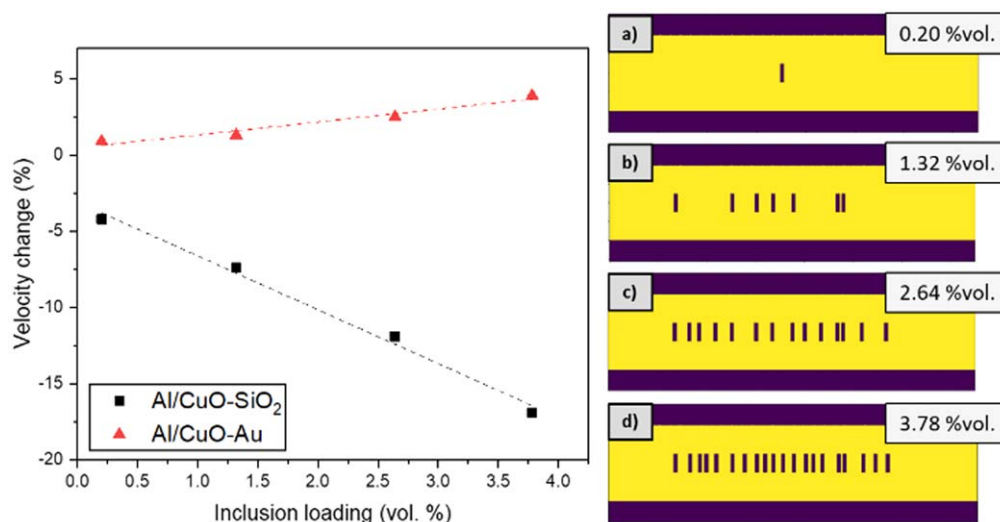 5
0
-5
-10
-15
-20
Velocity change (%)
Al/CuO-SiO₂
Al/CuO-Au
0.0 0.5 1.0 1.5 2.0 2.5 3.0 3.5 4.0
Inclusion loading (vol. %)
a) 0.20 %vol.
b) 1.32 %vol.
c) 2.64 %vol.
d) 3.78 %vol.